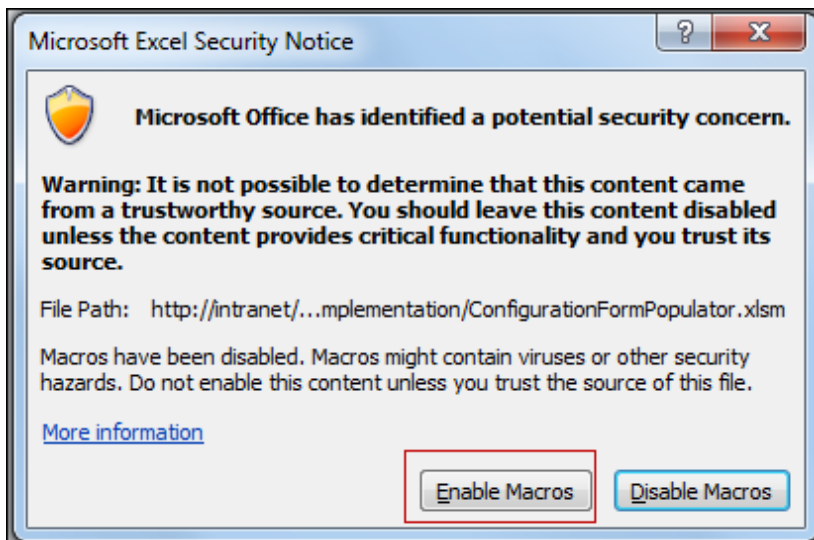 Microsoft Excel Security Notice
Microsoft Office has identified a potential security concern.
Warning: It is not possible to determine that this content came
from a trustworthy source. You should leave this content disabled
unless the content provides critical functionality and you trust its
source.
File Path: http://intranet/...mplementation/ConfigurationFormPopulator.xlsm
Macros have been disabled. Macros might contain viruses or other security
hazards. Do not enable this content unless you trust the source of this file.
More information
Enable Macros Disable Macros